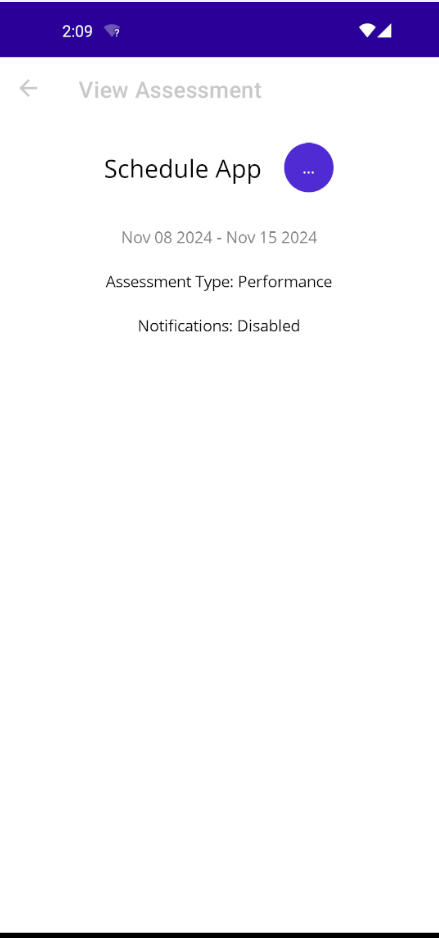 2:09
View Assessment
Schedule App ...
Nov 08 2024 - Nov 15 2024
Assessment Type: Performance
Notifications: Disabled